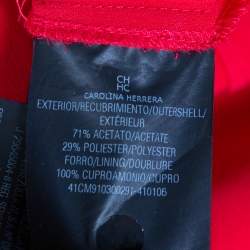 CH
HC
CAROLINA HERRERA
EXTERIOR/RECUBRIMIENTO/OUTERSHELL/
EXTÉRIEUR
71% ACETATO/ACETATE
29% POLIESTER/POLYESTER
FORRO/LINING/DOUBLURE
100% CUPROAMONIO/CUPRO
41CM910300291-410106